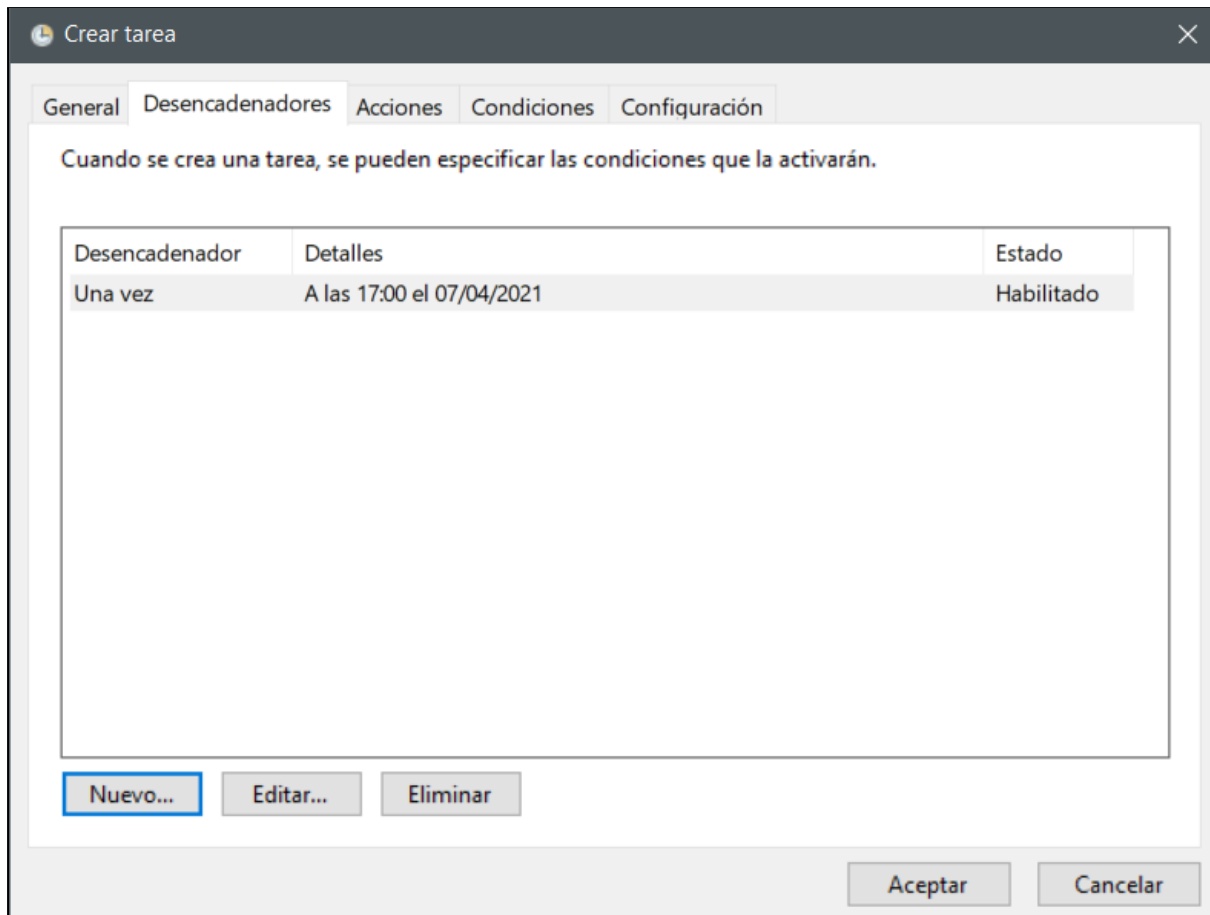 Crear tarea
General Desencadenadores Acciones Condiciones Configuración
Cuando se crea una tarea, se pueden especificar las condiciones que la activarán.
Desencadenador Detalles Estado
Una vez A las 17:00 el 07/04/2021 Habilitado
Nuevo... Editar... Eliminar
Aceptar Cancelar